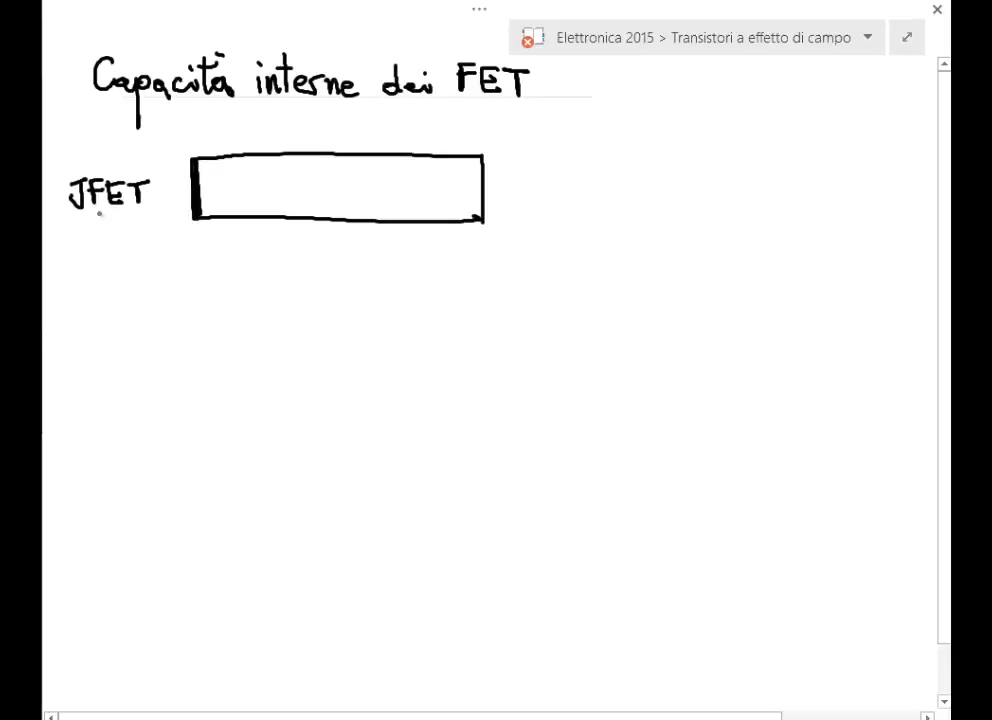 Elettronica 2015 > Transistori a effetto di campo
Capacità interne dei FET
JFET